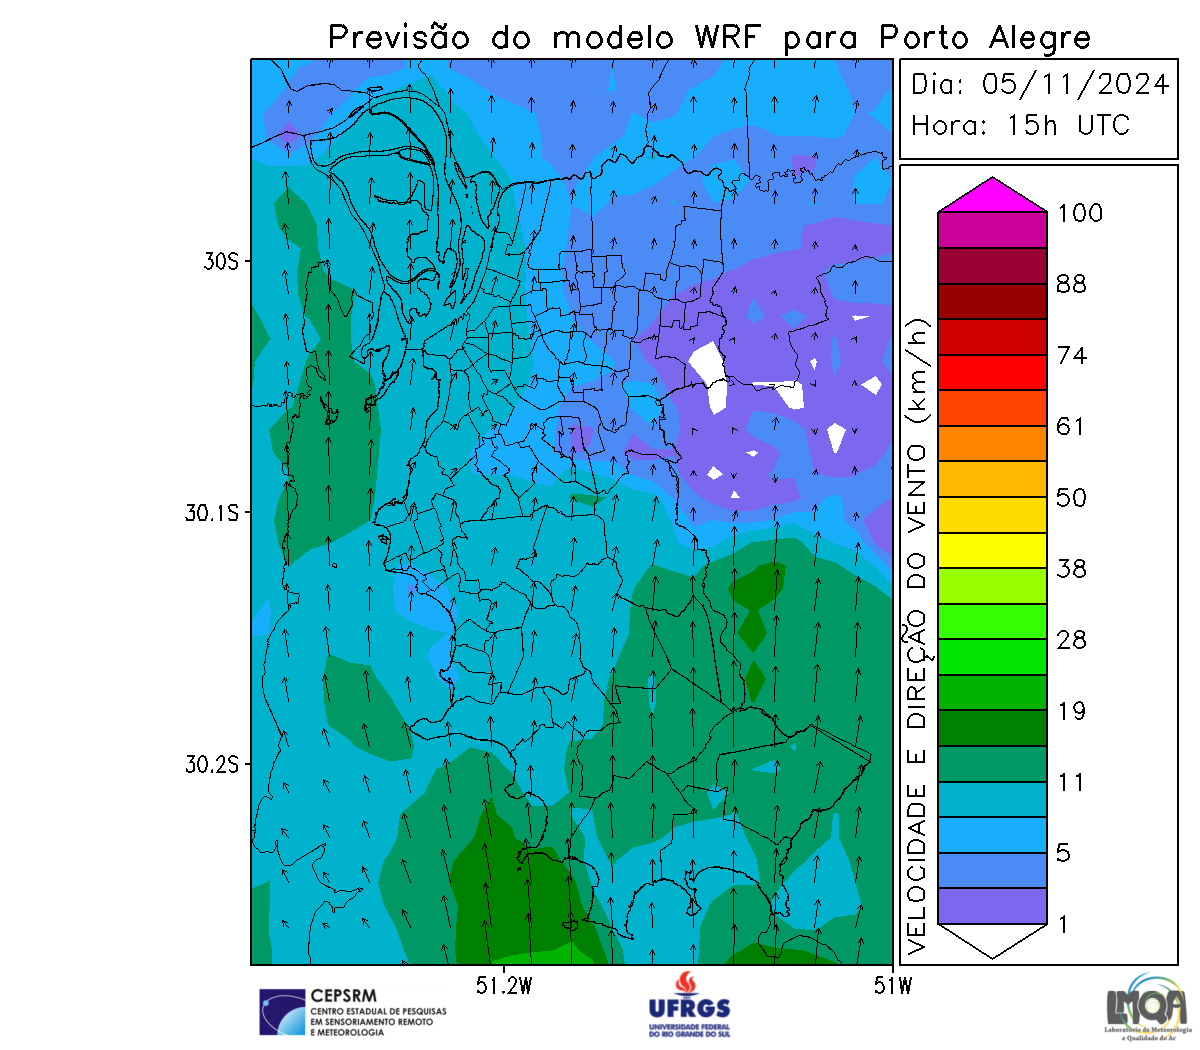 Previsão do modelo WRF para Porto Alegre
Dia: 05/11/2024
Hora: 15h UTC
30S
30.1S
30.2S
51.2W
51W
VELOCIDADE E DIREÇÃO DO VENTO (km/h)
100
88
74
61
50
38
28
19
11
5
1
CEPSRM
CENTRO ESTADUAL DE PESQUISAS
EM SENSORIAMENTO REMOTO
E METEOROLOGIA
UFRGS
UNIVERSIDADE FEDERAL
DO RIO GRANDE DO SUL
LMQA
Laboratório de Meteorologia
e Qualidade do Ar